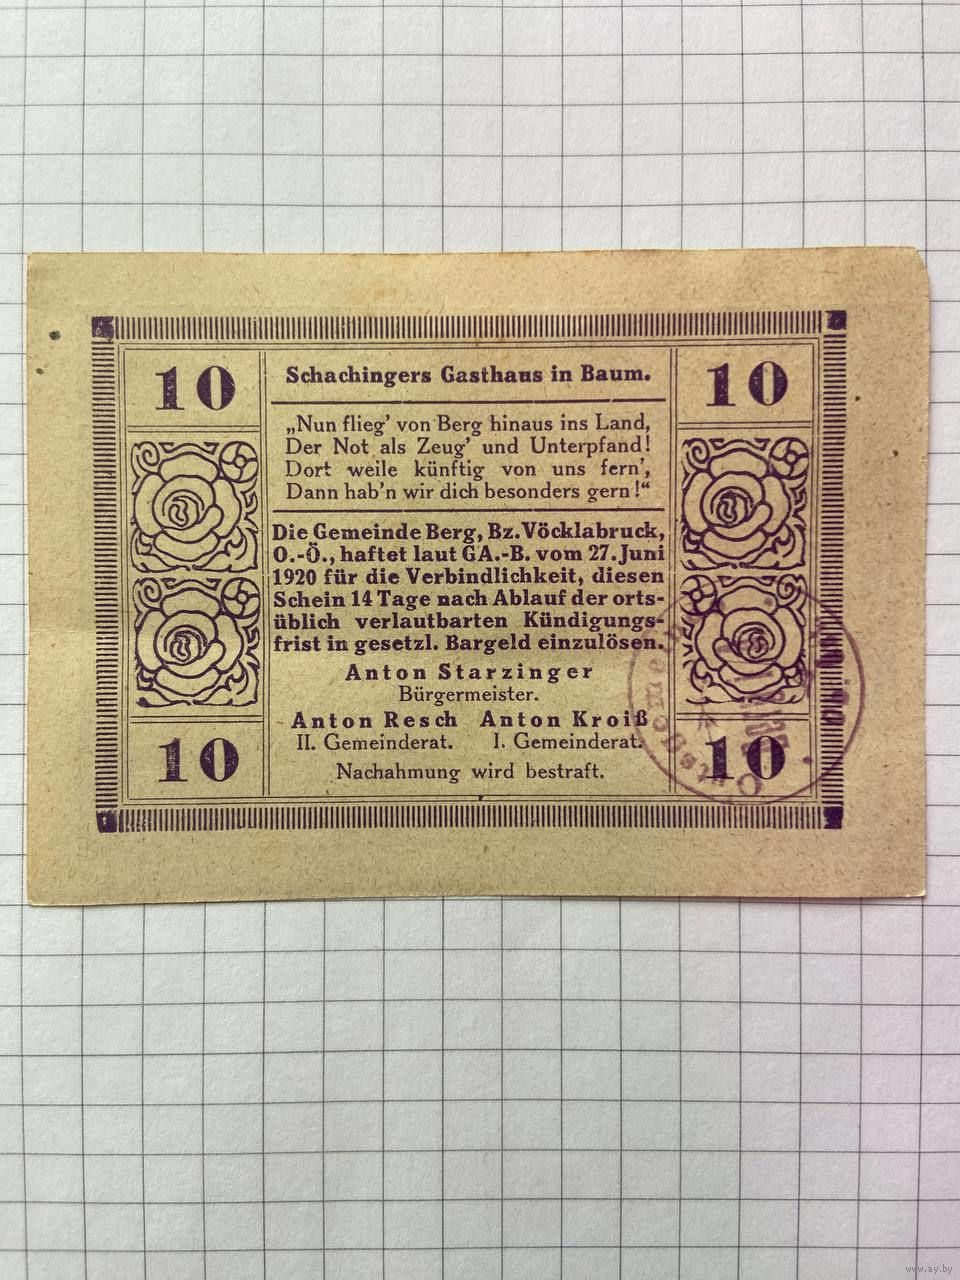 10
Schachingers Gasthaus in Baum.
10
„Nun flieg' von Berg hinaus ins Land,
Der Not als Zeug' und Unterpfand!
Dort weile künftig von uns fern',
Dann hab'n wir dich besonders gern!“
Die Gemeinde Berg, Bz. Vöcklabruck,
O.-Ö., haftet laut GA.-B. vom 27. Juni
1920 für die Verbindlichkeit, diesen
Schein 14 Tage nach Ablauf der orts-
üblich verlautbarten Kündigungs-
frist in gesetzl. Bargeld einzulösen.
Anton Starzinger
Bürgermeister.
Anton Resch Anton Kroiß
II. Gemeinderat. I. Gemeinderat.
Nachahmung wird bestraft.
10
10
www.ay.by